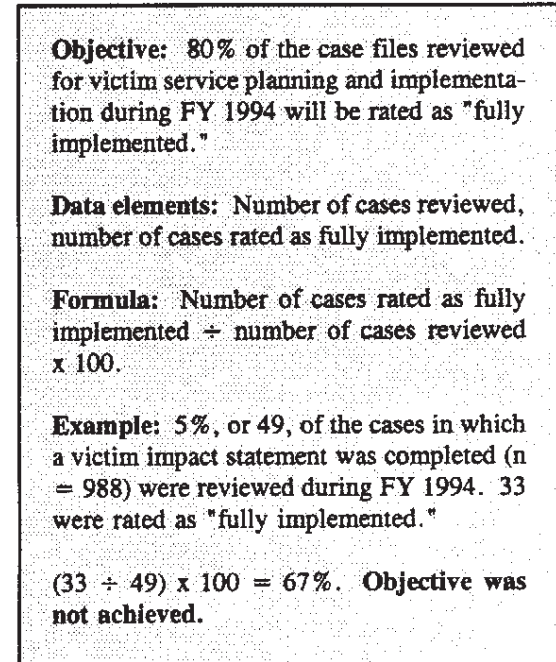 Objective: 80% of the case files reviewed
for victim service planning and implementa-
tion during FY 1994 will be rated as "fully
implemented."
Data elements: Number of cases reviewed,
number of cases rated as fully implemented.
Formula: Number of cases rated as fully
implemented ÷ number of cases reviewed
x 100.
Example: 5%, or 49, of the cases in which
a victim impact statement was completed (n
= 988) were reviewed during FY 1994. 33
were rated as "fully implemented."
(33 ÷ 49) x 100 = 67%. Objective was
not achieved.